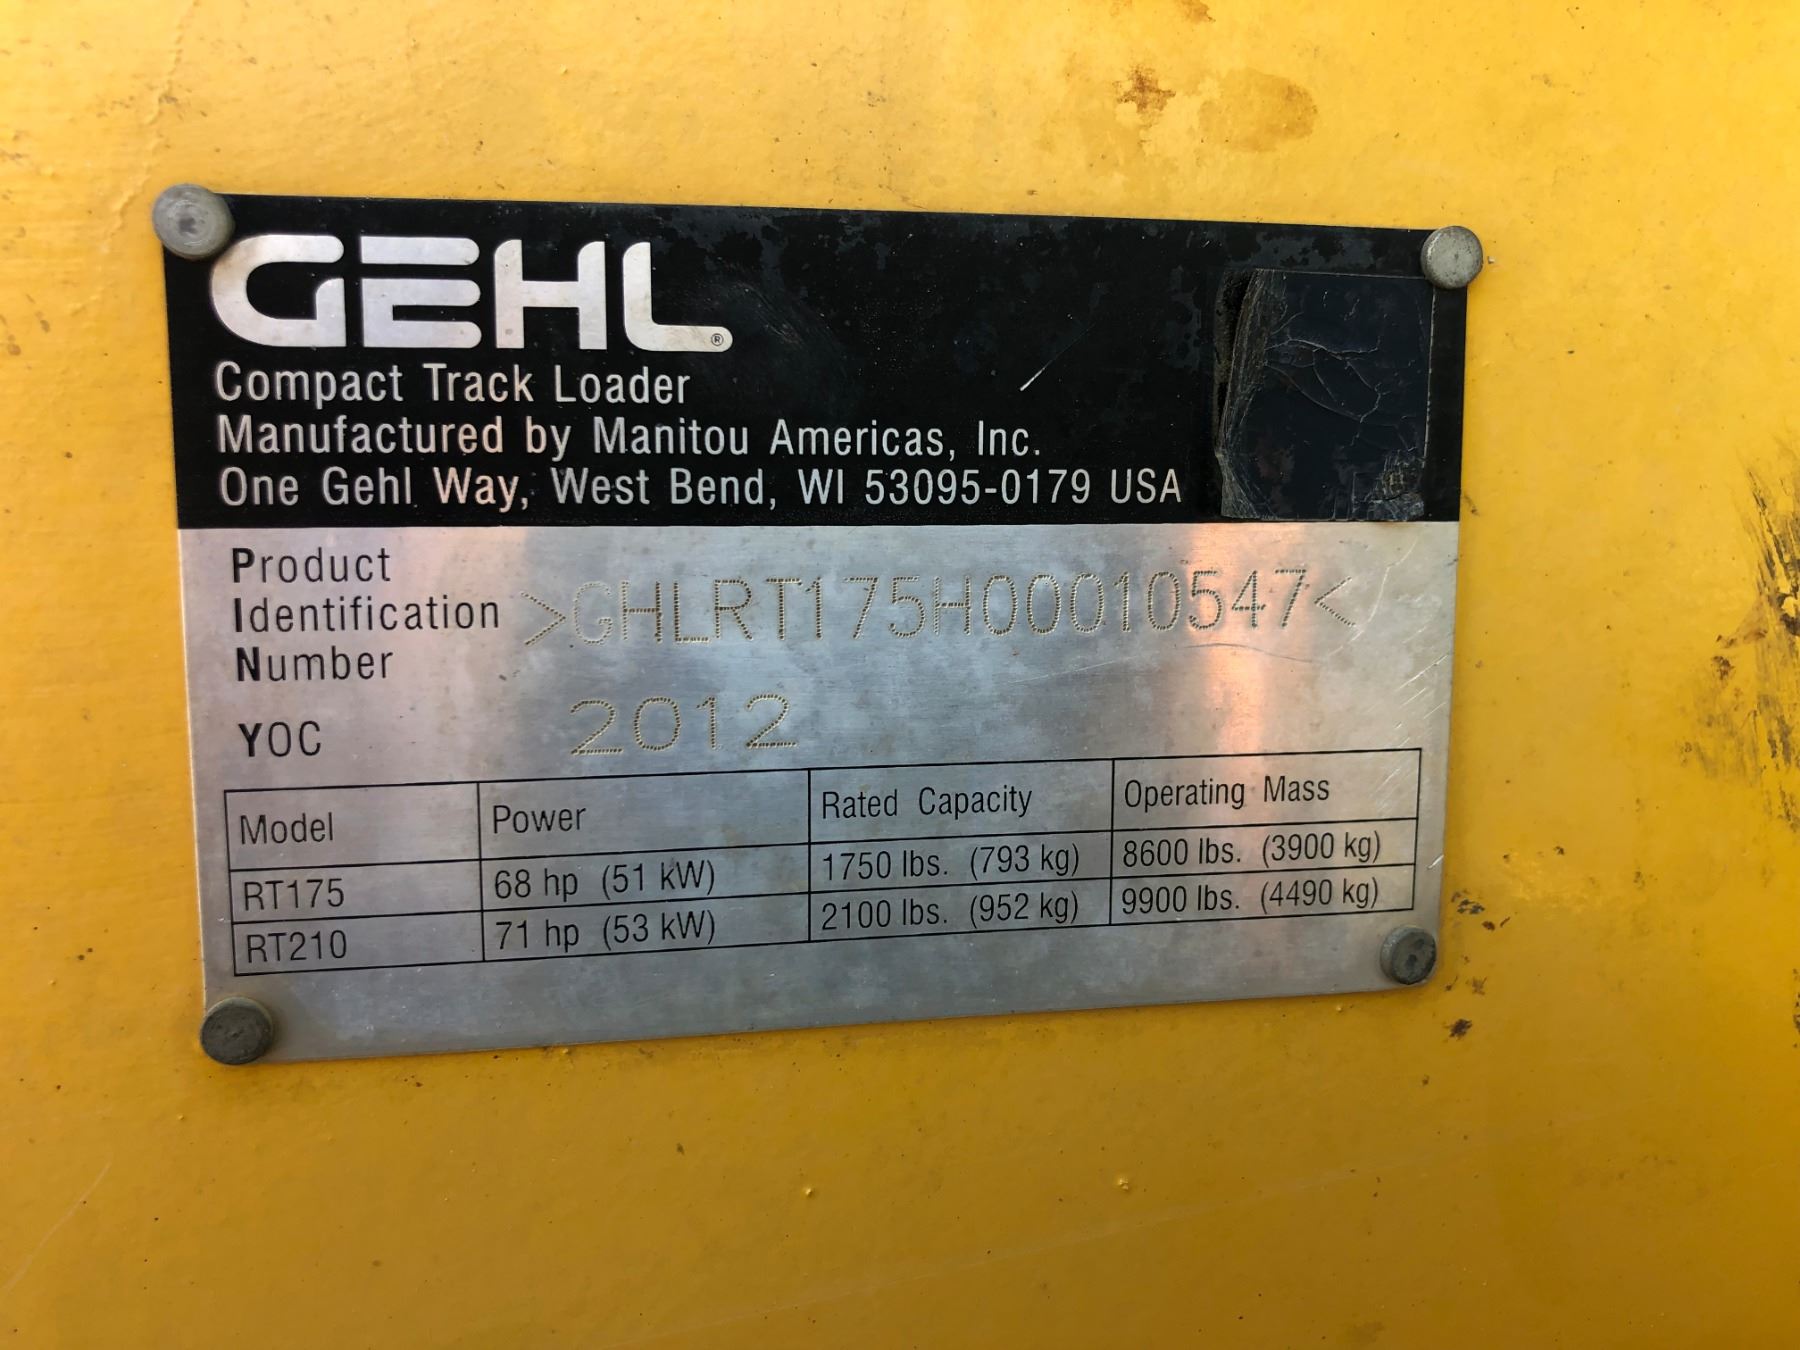 GEHL®
Compact Track Loader
Manufactured by Manitou Americas, Inc.
One Gehl Way, West Bend, WI 53095-0179 USA
Product
Identification >GHLRT175H00010547<
Number
YOC 2012
Model Power Rated Capacity Operating Mass
RT175 68 hp (51 kW) 1750 lbs. (793 kg) 8600 lbs. (3900 kg)
RT210 71 hp (53 kW) 2100 lbs. (952 kg) 9900 lbs. (4490 kg)